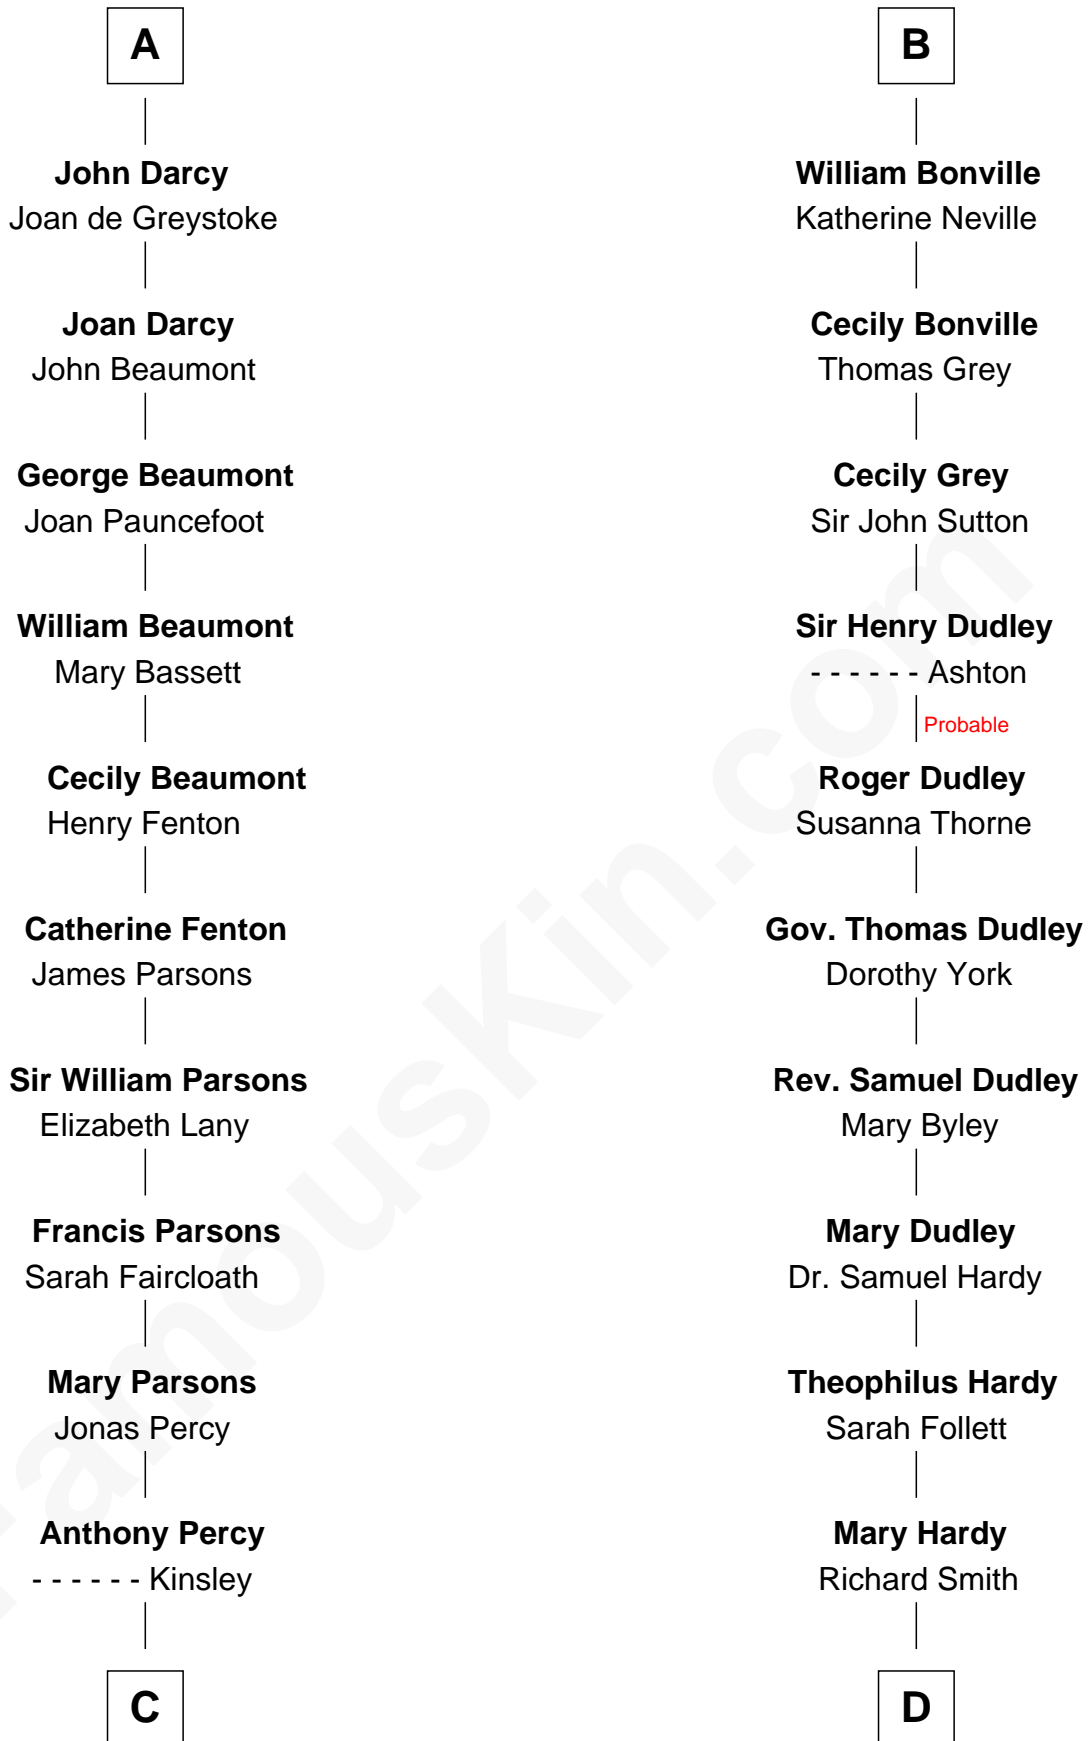 A
John Darcy
Joan de Greystoke
Joan Darcy
John Beaumont
George Beaumont
Joan Pauncefoot
William Beaumont
Mary Bassett
Cecily Beaumont
Henry Fenton
Catherine Fenton
James Parsons
Sir William Parsons
Elizabeth Lany
Francis Parsons
Sarah Faircloath
Mary Parsons
Jonas Percy
Anthony Percy
- - - - - - Kinsley
C
B
William Bonville
Katherine Neville
Cecily Bonville
Thomas Grey
Cecily Grey
Sir John Sutton
Sir Henry Dudley
- - - - - - Ashton
Probable
Roger Dudley
Susanna Thorne
Gov. Thomas Dudley
Dorothy York
Rev. Samuel Dudley
Mary Byley
Mary Dudley
Dr. Samuel Hardy
Theophilus Hardy
Sarah Follett
Mary Hardy
Richard Smith
D
FamousKin.com